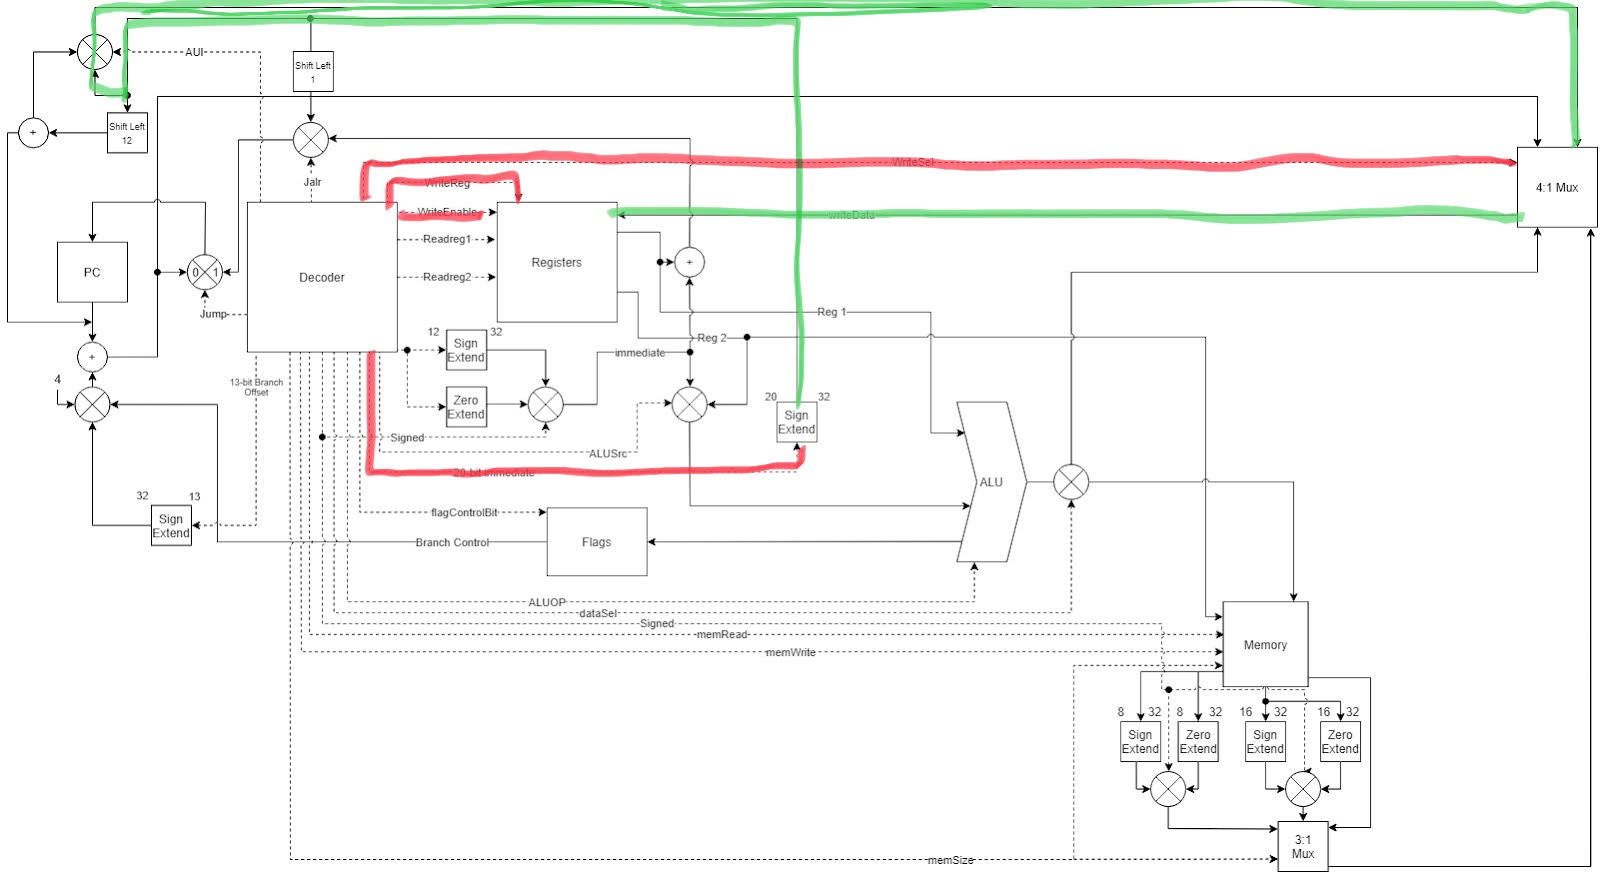 AUI
Shift Left
1
Shift Left
12
+
Jalr
WriteSel
4:1 Mux
WriteReg
WriteEnable
writeData
Readreg1
Readreg2
Decoder
Registers
PC
0 1
+
Jump
Reg 1
Reg 2
12
32
Sign
Extend
immediate
+
4
13-bit Branch
Offset
Zero
Extend
20
32
Sign
Extend
Signed
ALUSrc
20-bit immediate
ALU
32
13
Sign
Extend
flagControlBit
Branch Control
Flags
ALUOP
dataSel
Signed
memRead
memWrite
Memory
8
32
8
32
16
32
16
32
Sign
Extend
Zero
Extend
Sign
Extend
Zero
Extend
3:1
Mux
memSize